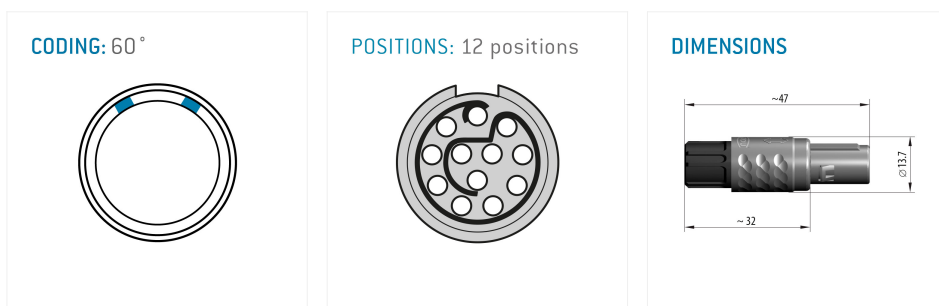 CODING: 60°
POSITIONS: 12 positions
DIMENSIONS
~47
⌀13.7
~ 32